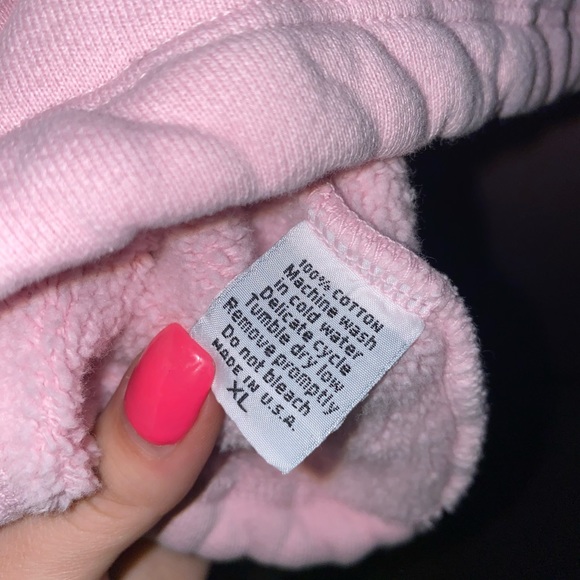 100% COTTON
Machine wash
in cold water
Delicate cycle
Tumble dry low
Remove promptly
Do not bleach
MADE IN U.S.A.
XL